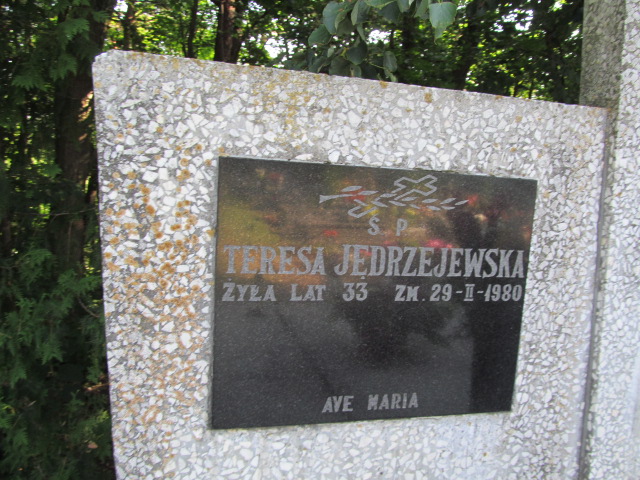 Ś P
TERESA JĘDRZEJEWSKA
ŻYŁA LAT 33 ZM. 29-II-1980
AVE MARIA